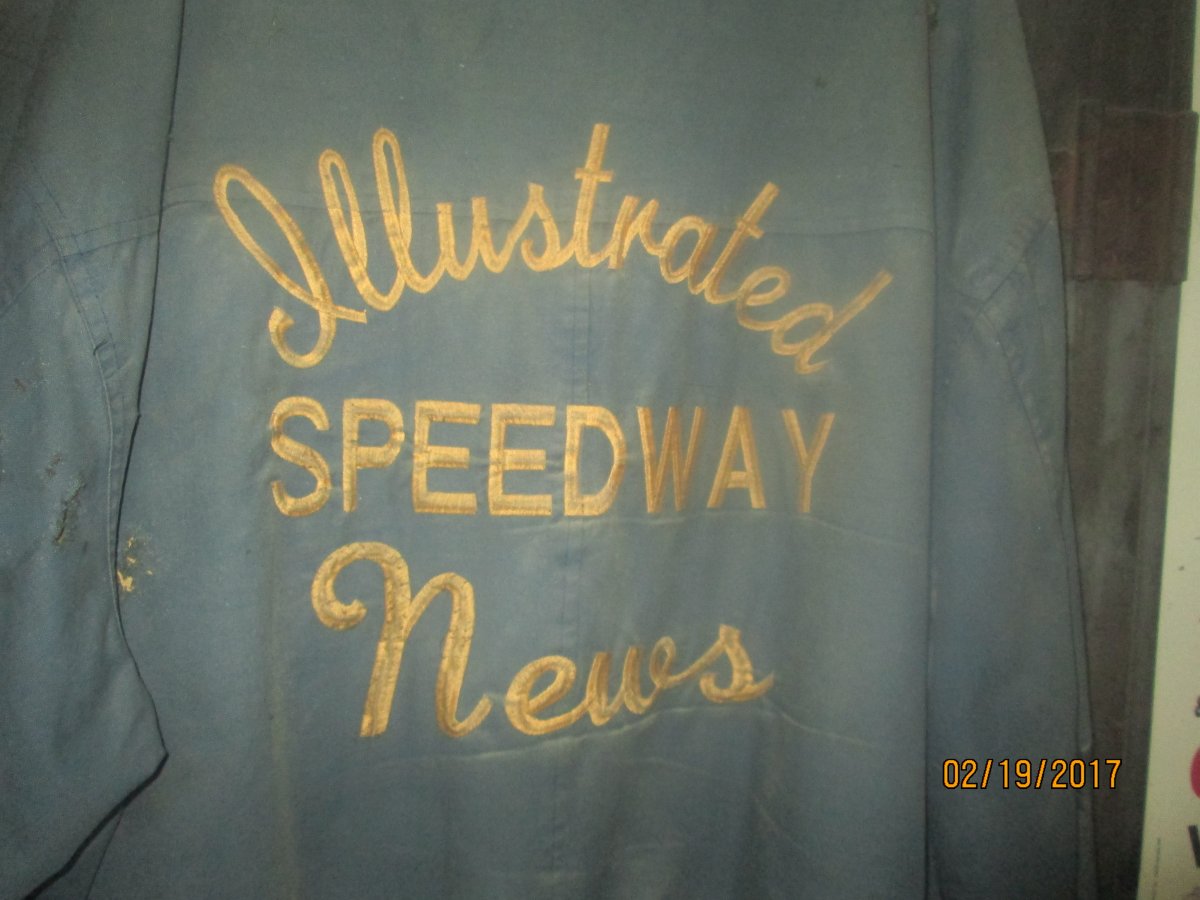 Illustrated
SPEEDWAY
News
02/19/2017